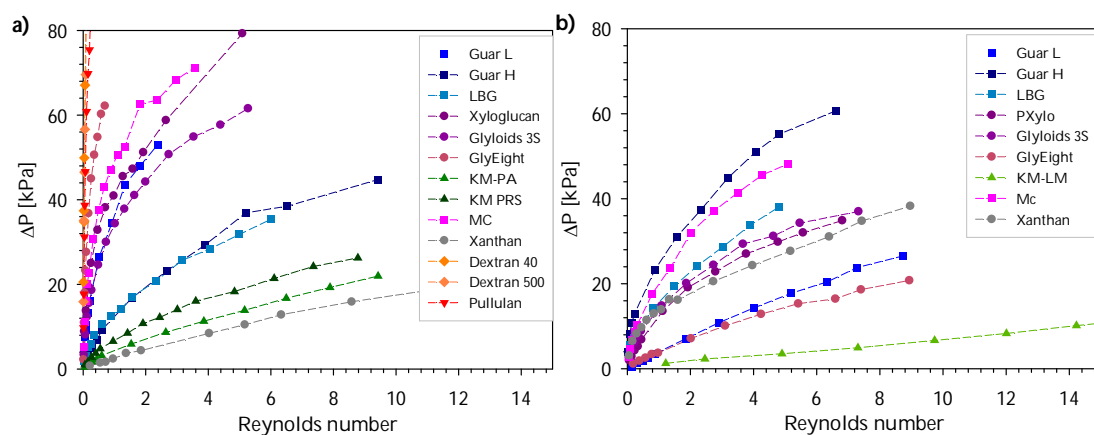 a)
ΔP [kPa]
80
60
40
20
0
0 2 4 6 8 10 12 14
Reynolds number
Guar L
Guar H
LBG
Xyloglucan
Glyloids 3S
GlyEight
KM-PA
KM PRS
MC
Xanthan
Dextran 40
Dextran 500
Pullulan
b)
ΔP [kPa]
80
60
40
20
0
0 2 4 6 8 10 12 14
Reynolds number
Guar L
Guar H
LBG
PXylo
Glyloids 3S
GlyEight
KM-LM
Mc
Xanthan